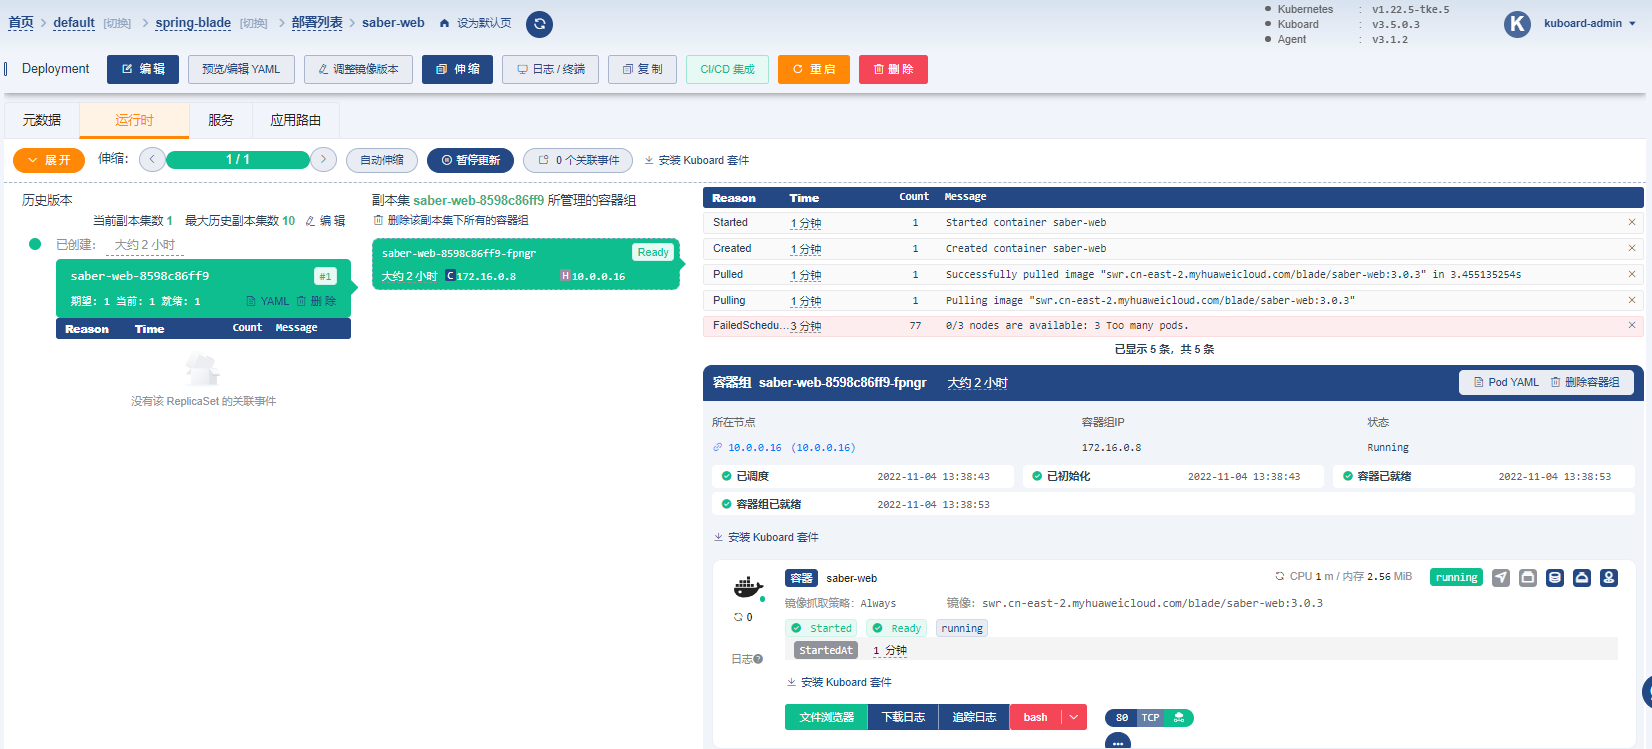 首页 > default [切换] > spring-blade [切换] > 部署列表 > saber-web 设为默认页
Kubernetes : v1.22.5-tke.5
Kuboard : v3.5.0.3
Agent : v3.1.2
K kuboard-admin
Deployment 编辑 预览/编辑 YAML 调整镜像版本 伸缩 日志 / 终端 复制 CI/CD 集成 重启 删除
元数据 运行时 服务 应用路由
展开 伸缩: 1 / 1 自动伸缩 暂停更新 0 个关联事件 安装 Kuboard 套件
历史版本
当前副本集数 1 最大历史副本集数 10 编辑
已创建: 大约 2 小时
saber-web-8598c86ff9 #1
期望: 1 当前: 1 就绪: 1 YAML 删除
Reason Time Count Message
没有该 ReplicaSet 的关联事件
副本集 saber-web-8598c86ff9 所管理的容器组
删除该副本集下所有的容器组
saber-web-8598c86ff9-fpngr Ready
大约 2 小时 C 172.16.0.8 H 10.0.0.16
Reason Time Count Message
Started 1 分钟 1 Started container saber-web
Created 1 分钟 1 Created container saber-web
Pulled 1 分钟 1 Successfully pulled image "swr.cn-east-2.myhuaweicloud.com/blade/saber-web:3.0.3" in 3.455135254s
Pulling 1 分钟 1 Pulling image "swr.cn-east-2.myhuaweicloud.com/blade/saber-web:3.0.3"
FailedSchedu... 3 分钟 77 0/3 nodes are available: 3 Too many pods.
已显示 5 条, 共 5 条
容器组 saber-web-8598c86ff9-fpngr 大约 2 小时 Pod YAML 删除容器组
所在节点 容器组IP 状态
10.0.0.16 (10.0.0.16) 172.16.0.8 Running
已调度 2022-11-04 13:38:43 已初始化 2022-11-04 13:38:43 容器已就绪 2022-11-04 13:38:53
容器组已就绪 2022-11-04 13:38:53
安装 Kuboard 套件
容器 saber-web CPU 1 m / 内存 2.56 MiB running
镜像抓取策略: Always 镜像: swr.cn-east-2.myhuaweicloud.com/blade/saber-web:3.0.3
0
Started Ready running
StartedAt 1 分钟
日志
安装 Kuboard 套件
文件浏览器 下载日志 追踪日志 bash 80 TCP